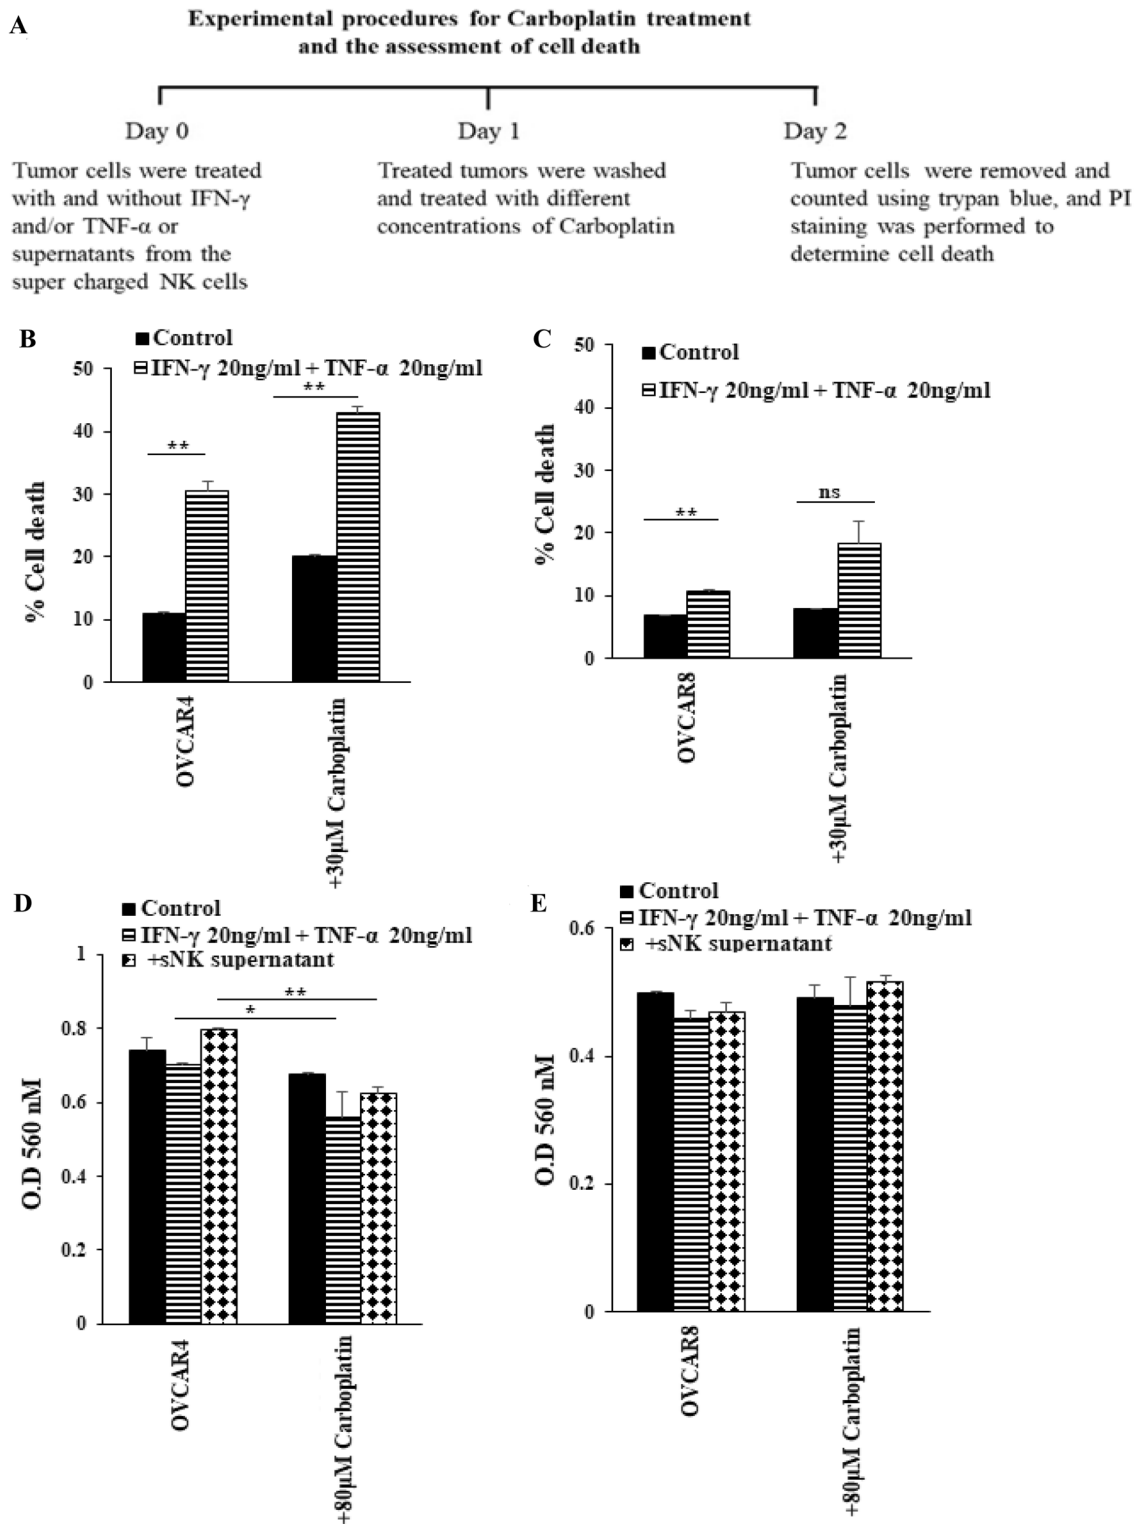 A
Experimental procedures for Carboplatin treatment
and the assessment of cell death
Day 0
Day 1
Day 2
Tumor cells were treated
with and without IFN-γ
and/or TNF-α or
supernatants from the
super charged NK cells
Treated tumors were washed
and treated with different
concentrations of Carboplatin
Tumor cells were removed and
counted using trypan blue, and PI
staining was performed to
determine cell death
B
Control
IFN-γ 20ng/ml + TNF-α 20ng/ml
50
40
30
20
10
0
% Cell death
**
**
OVCAR4
+30μM Carboplatin
C
Control
IFN-γ 20ng/ml + TNF-α 20ng/ml
50
40
30
20
10
0
% Cell death
**
ns
OVCAR8
+30μM Carboplatin
D
Control
IFN-γ 20ng/ml + TNF-α 20ng/ml
+sNK supernatant
1
0.8
0.6
0.4
0.2
0
O.D 560 nM
**
*
OVCAR4
+80μM Carboplatin
E
Control
IFN-γ 20ng/ml + TNF-α 20ng/ml
+sNK supernatant
0.6
0.4
0.2
0
O.D 560 nM
OVCAR8
+80μM Carboplatin